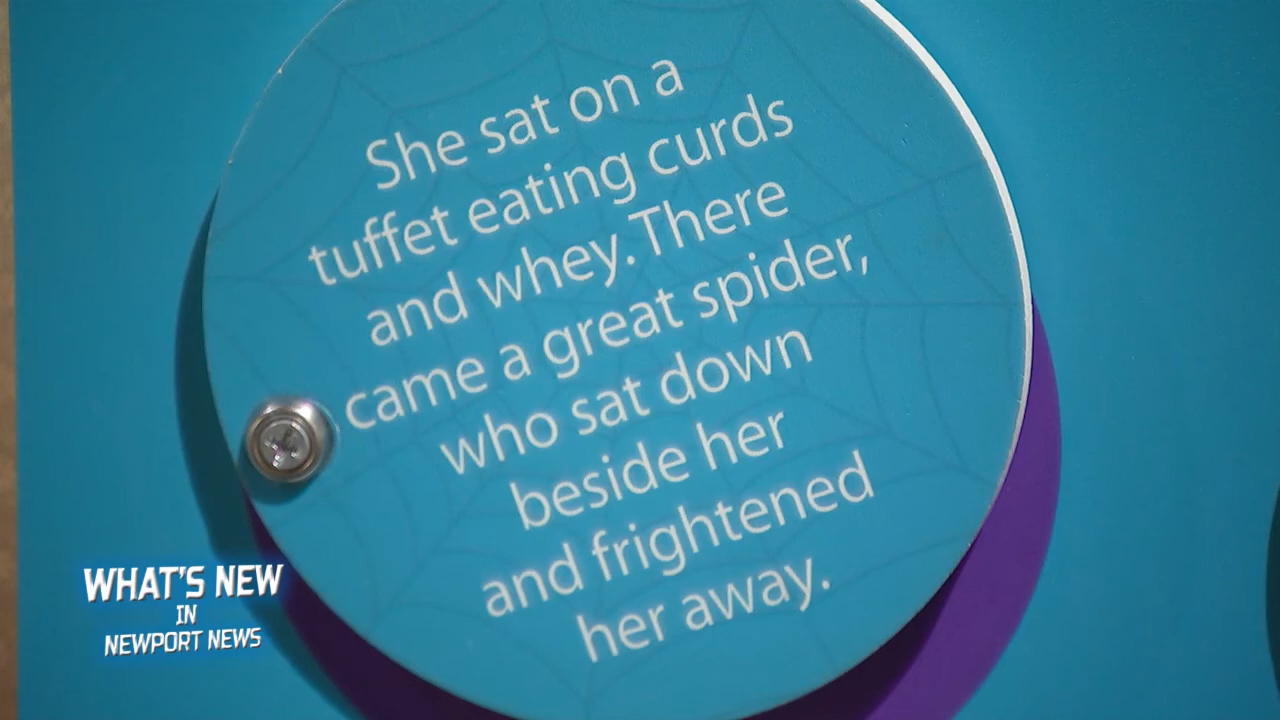 She sat on a
tuffet eating curds
and whey. There
came a great spider,
who sat down
beside her
and frightened
her away.
WHAT'S NEW
IN
NEWPORT NEWS